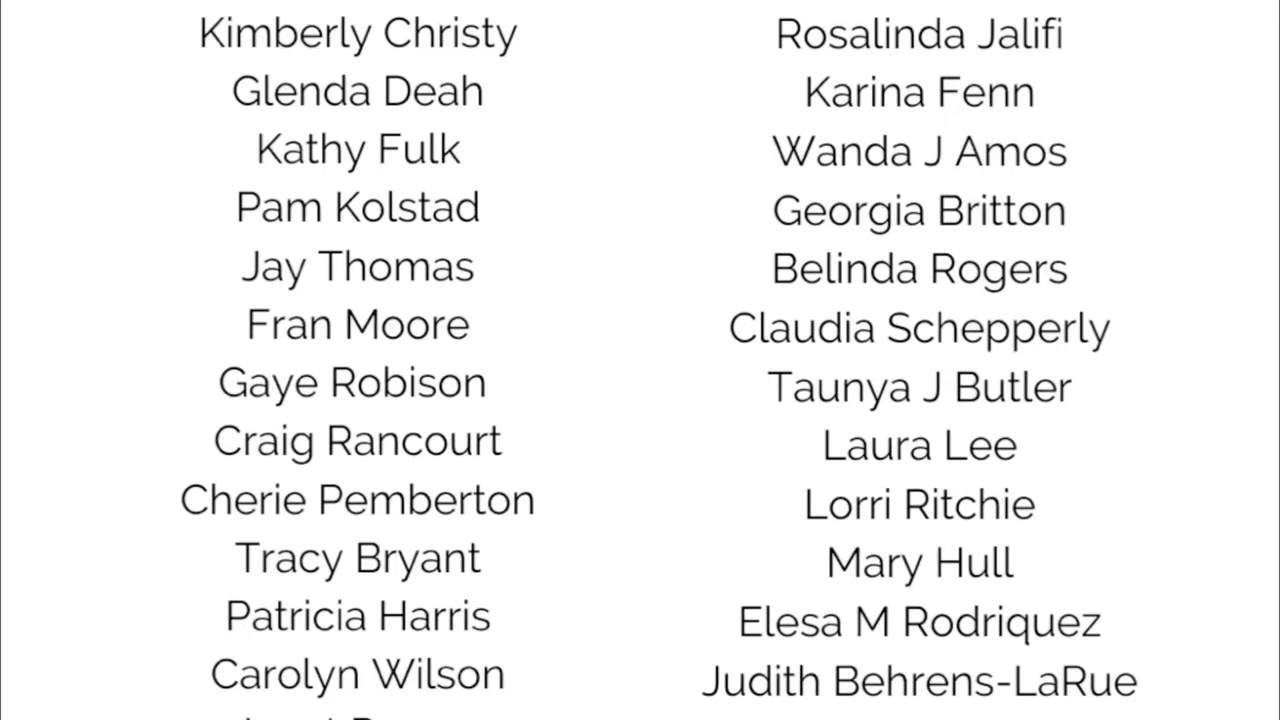 Kimberly Christy
Glenda Deah
Kathy Fulk
Pam Kolstad
Jay Thomas
Fran Moore
Gaye Robison
Craig Rancourt
Cherie Pemberton
Tracy Bryant
Patricia Harris
Carolyn Wilson
Rosalinda Jalifi
Karina Fenn
Wanda J Amos
Georgia Britton
Belinda Rogers
Claudia Schepperly
Taunya J Butler
Laura Lee
Lorri Ritchie
Mary Hull
Elesa M Rodriquez
Judith Behrens-LaRue